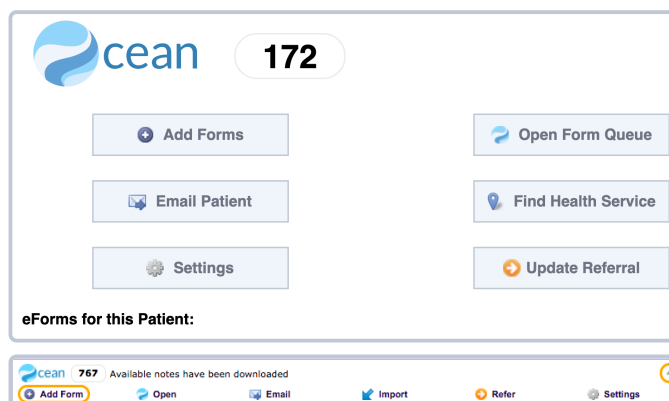 cean 172
Add Forms Open Form Queue
Email Patient Find Health Service
Settings Update Referral
eForms for this Patient:
cean 767 Available notes have been downloaded
Add Form Open Email Import Refer Settings